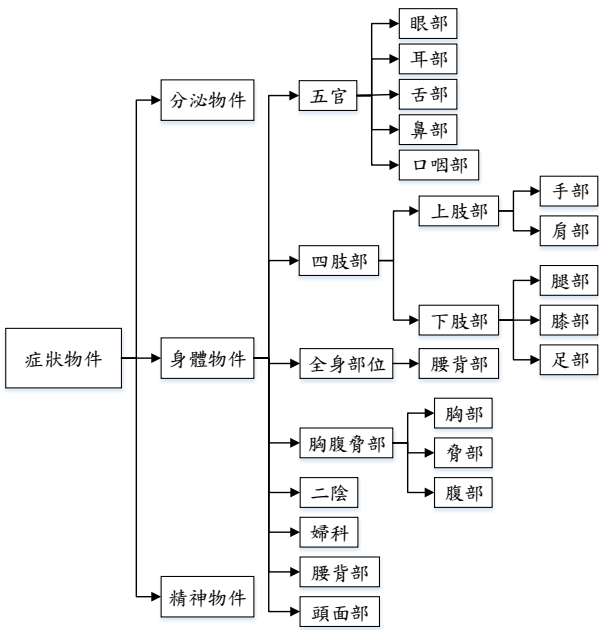 症狀物件
分泌物件
身體物件
精神物件
五官
眼部
耳部
舌部
鼻部
口咽部
四肢部
上肢部
手部
肩部
下肢部
腿部
膝部
足部
全身部位
腰背部
胸腹脅部
胸部
脅部
腹部
二陰
婦科
腰背部
頭面部